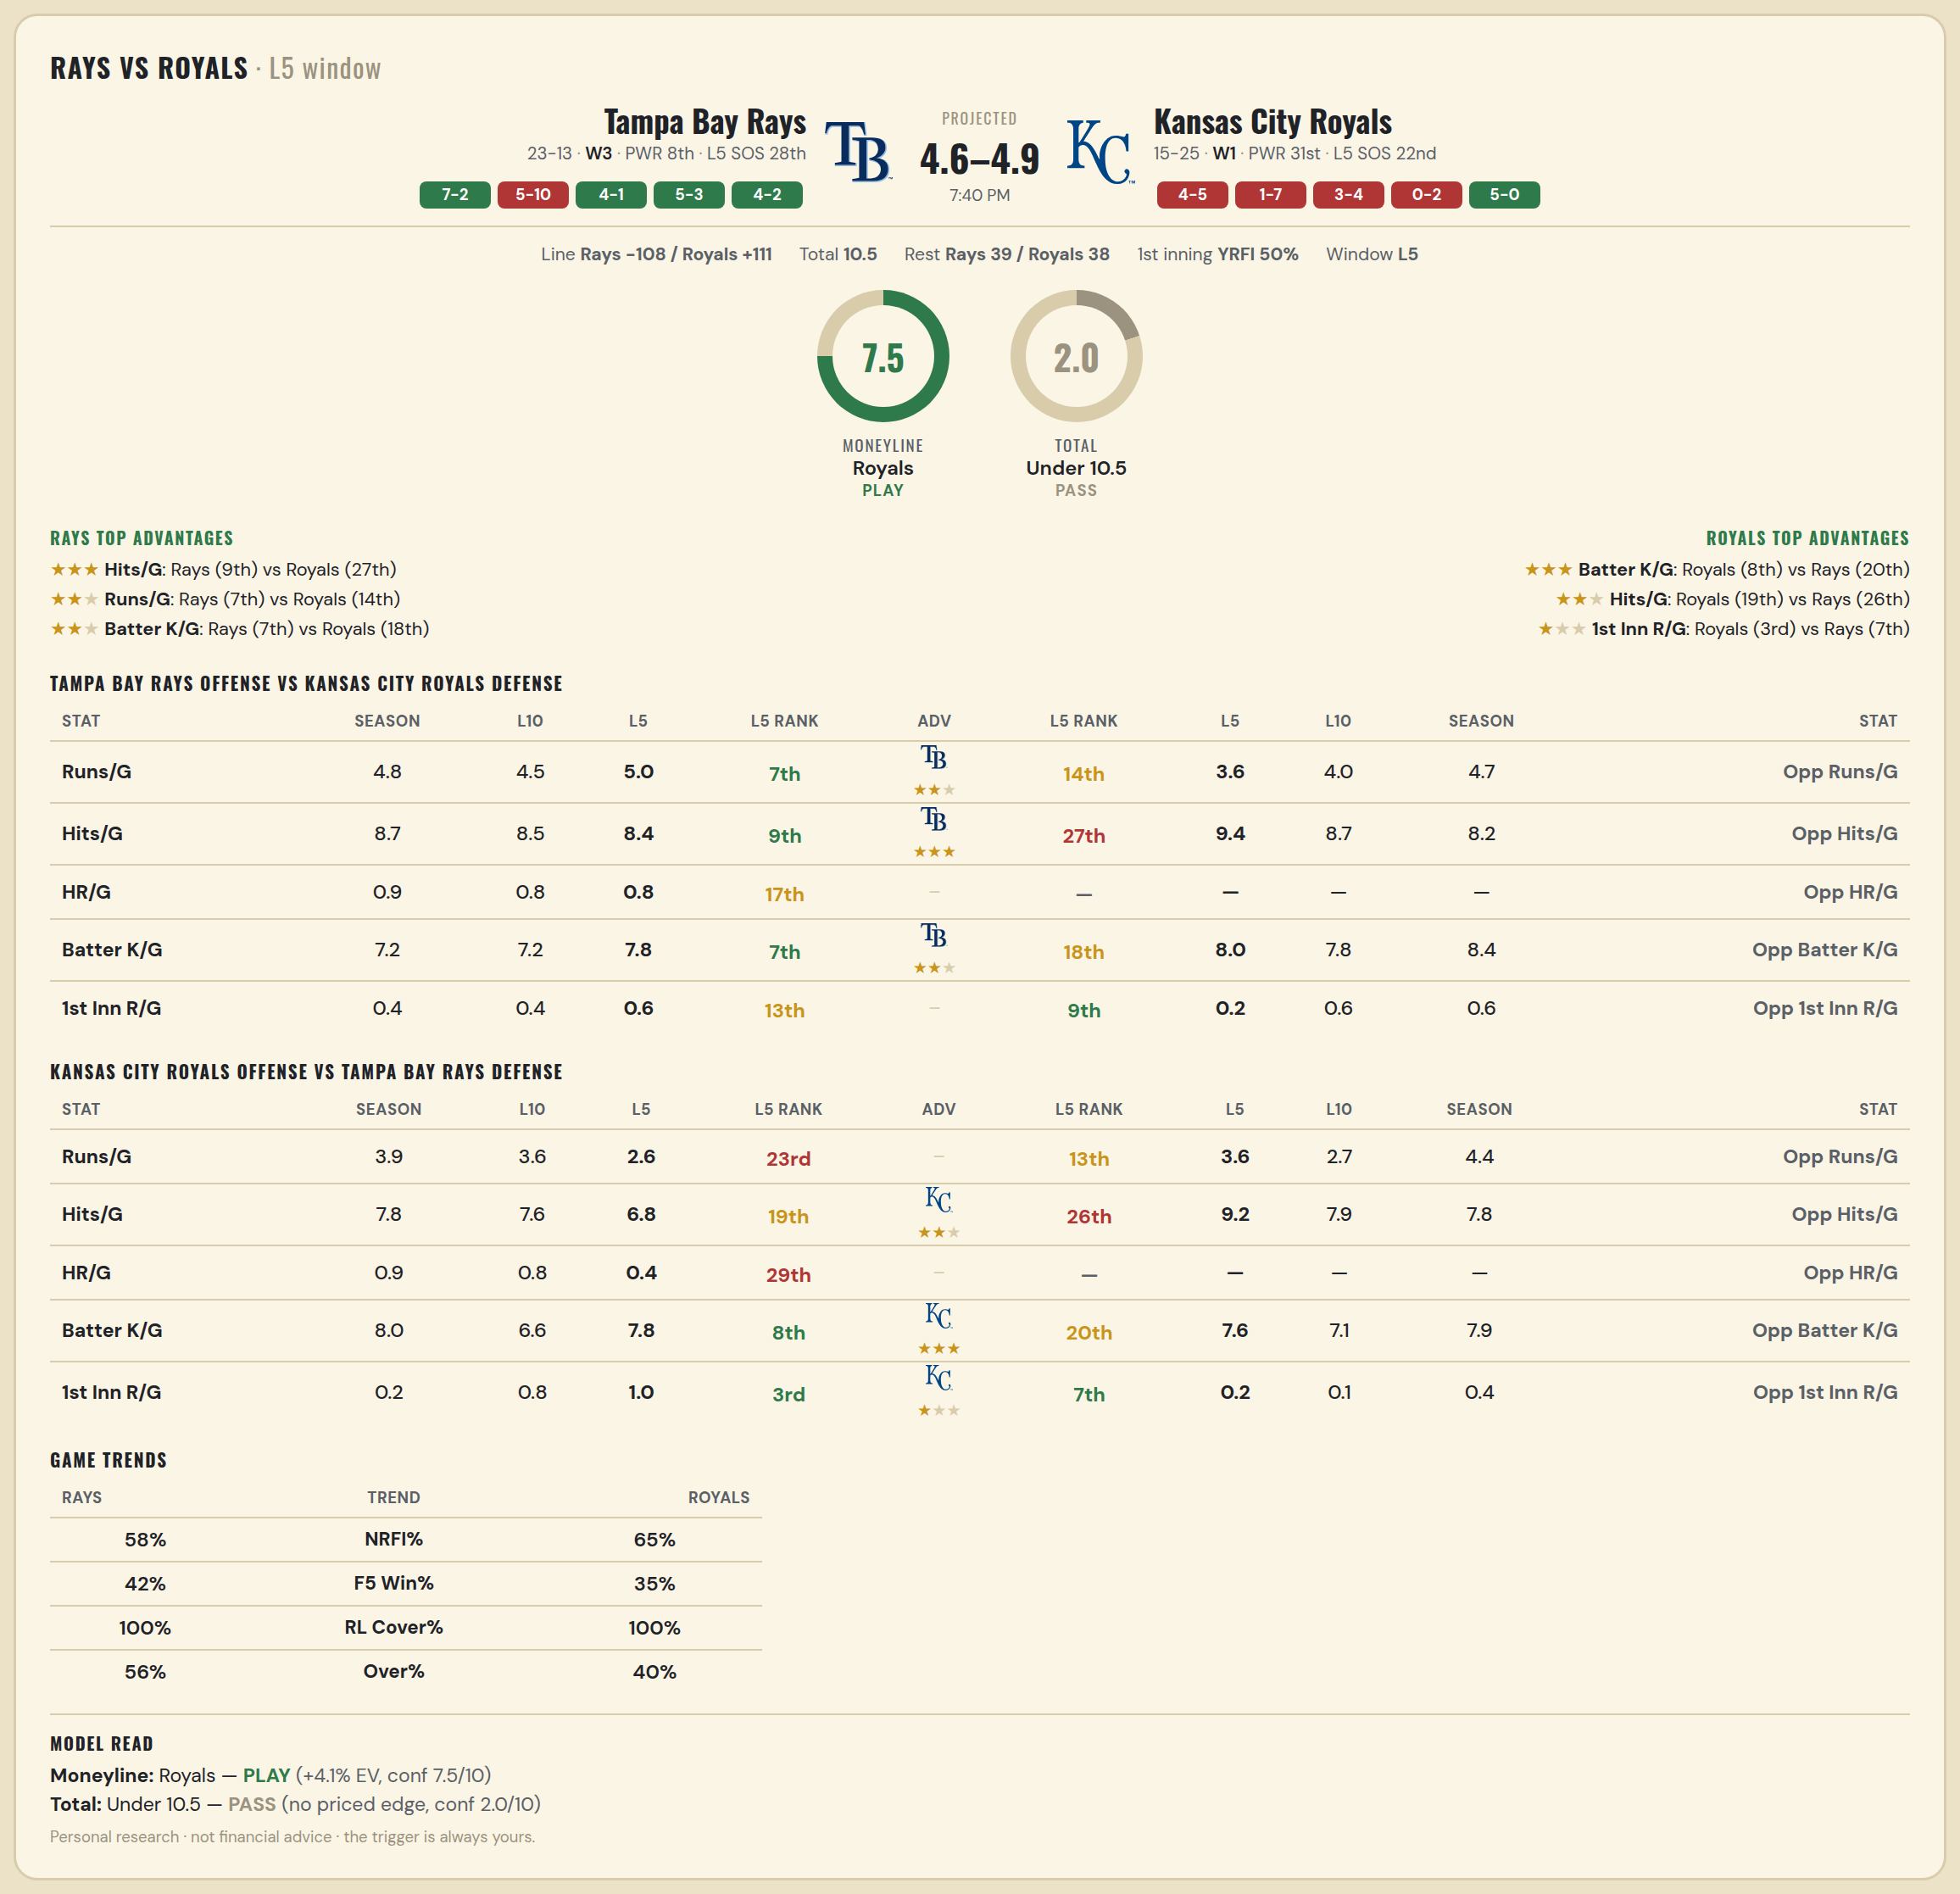 RAYS VS ROYALS · L5 window
Tampa Bay Rays
23-13 · W3 · PWR 8th · L5 SOS 28th
7-2 5-10 4-1 5-3 4-2
TB
PROJECTED
4.6–4.9
7:40 PM
KC
Kansas City Royals
15-25 · W1 · PWR 31st · L5 SOS 22nd
4-5 1-7 3-4 0-2 5-0
Line Rays -108 / Royals +111 Total 10.5 Rest Rays 39 / Royals 38 1st inning YRFI 50% Window L5
7.5 2.0
MONEYLINE TOTAL
Royals Under 10.5
PLAY PASS
RAYS TOP ADVANTAGES
★★★ Hits/G: Rays (9th) vs Royals (27th)
★★★ Runs/G: Rays (7th) vs Royals (14th)
★★★ Batter K/G: Rays (7th) vs Royals (18th)
ROYALS TOP ADVANTAGES
★★★ Batter K/G: Royals (8th) vs Rays (20th)
★★★ Hits/G: Royals (19th) vs Rays (26th)
★★★ 1st Inn R/G: Royals (3rd) vs Rays (7th)
TAMPA BAY RAYS OFFENSE VS KANSAS CITY ROYALS DEFENSE
STAT SEASON L10 L5 L5 RANK ADV L5 RANK L5 L10 SEASON STAT
Runs/G 4.8 4.5 5.0 7th TB ★★★ 14th 3.6 4.0 4.7 Opp Runs/G
Hits/G 8.7 8.5 8.4 9th TB ★★★ 27th 9.4 8.7 8.2 Opp Hits/G
HR/G 0.9 0.8 0.8 17th – — — — — Opp HR/G
Batter K/G 7.2 7.2 7.8 7th TB ★★★ 18th 8.0 7.8 8.4 Opp Batter K/G
1st Inn R/G 0.4 0.4 0.6 13th – 9th 0.2 0.6 0.6 Opp 1st Inn R/G
KANSAS CITY ROYALS OFFENSE VS TAMPA BAY RAYS DEFENSE
STAT SEASON L10 L5 L5 RANK ADV L5 RANK L5 L10 SEASON STAT
Runs/G 3.9 3.6 2.6 23rd – 13th 3.6 2.7 4.4 Opp Runs/G
Hits/G 7.8 7.6 6.8 19th KC ★★★ 26th 9.2 7.9 7.8 Opp Hits/G
HR/G 0.9 0.8 0.4 29th – — — — — Opp HR/G
Batter K/G 8.0 6.6 7.8 8th KC ★★★ 20th 7.6 7.1 7.9 Opp Batter K/G
1st Inn R/G 0.2 0.8 1.0 3rd KC ★★★ 7th 0.2 0.1 0.4 Opp 1st Inn R/G
GAME TRENDS
RAYS TREND ROYALS
58% NRFI% 65%
42% F5 Win% 35%
100% RL Cover% 100%
56% Over% 40%
MODEL READ
Moneyline: Royals — PLAY (+4.1% EV, conf 7.5/10)
Total: Under 10.5 — PASS (no priced edge, conf 2.0/10)
Personal research · not financial advice · the trigger is always yours.